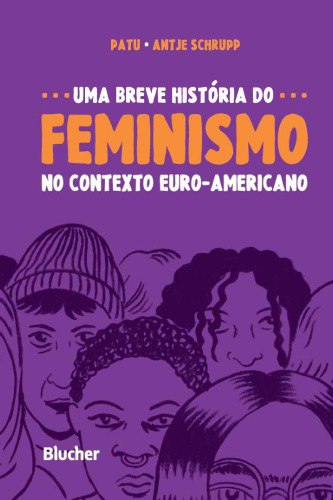 PATU • ANTJE SCHRUPP
••• UMA BREVE HISTÓRIA DO •••
FEMINISMO
NO CONTEXTO EURO-AMERICANO
Blucher